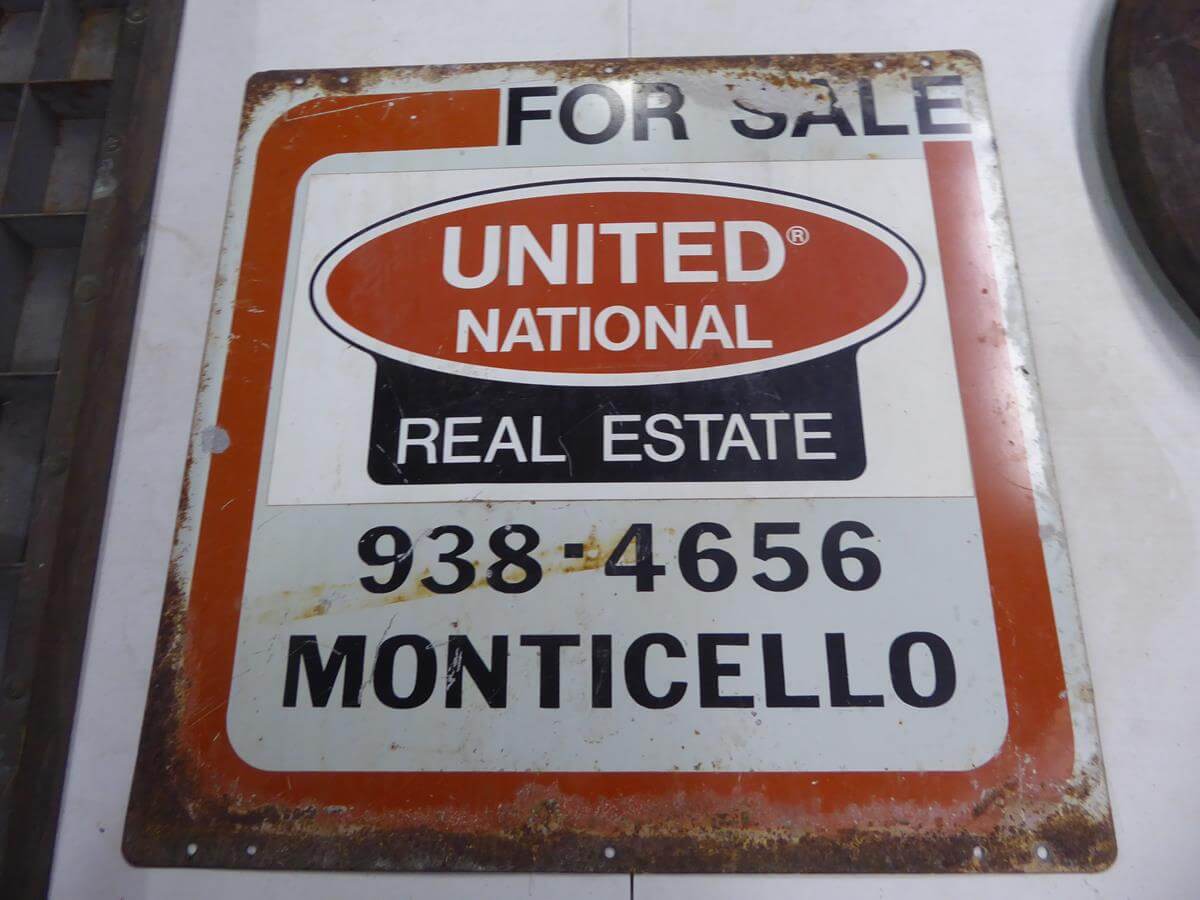 FOR SALE
UNITED®
NATIONAL
REAL ESTATE
938-4656
MONTICELLO